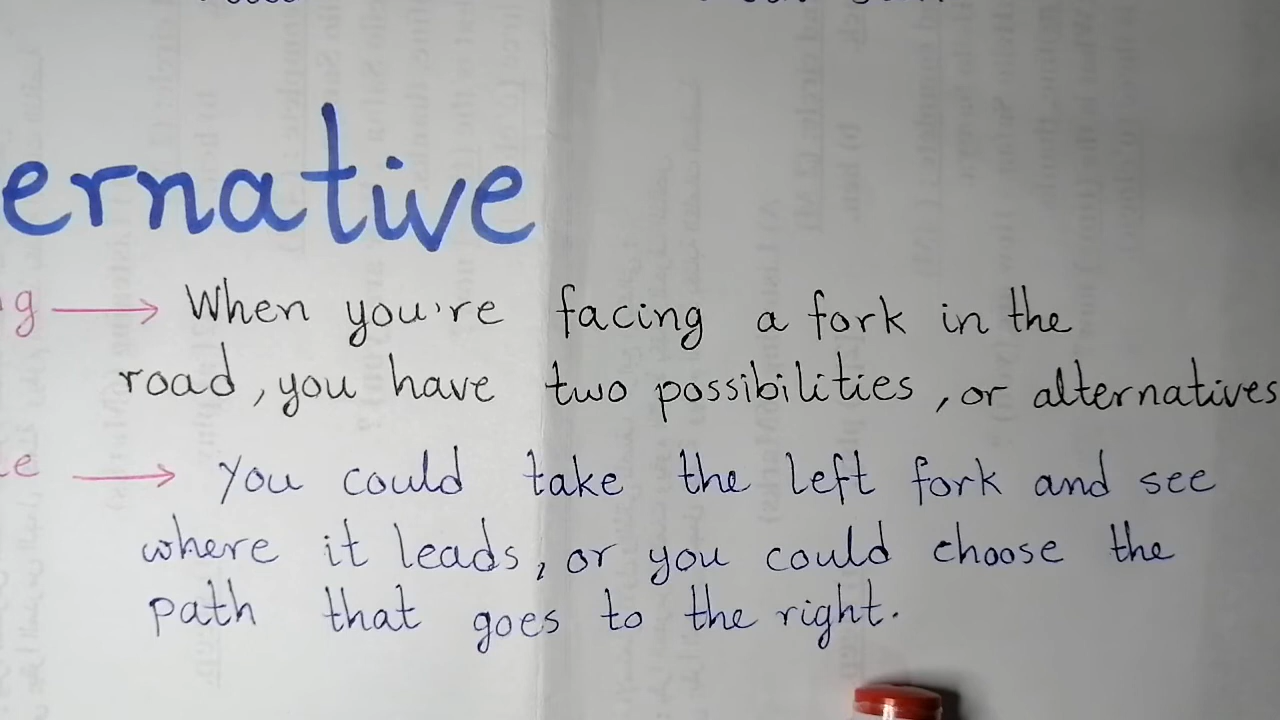 ernative
g → When you're facing a fork in the
road, you have two possibilities, or alternatives
e → You could take the left fork and see
where it leads, or you could choose the
path that goes to the right.